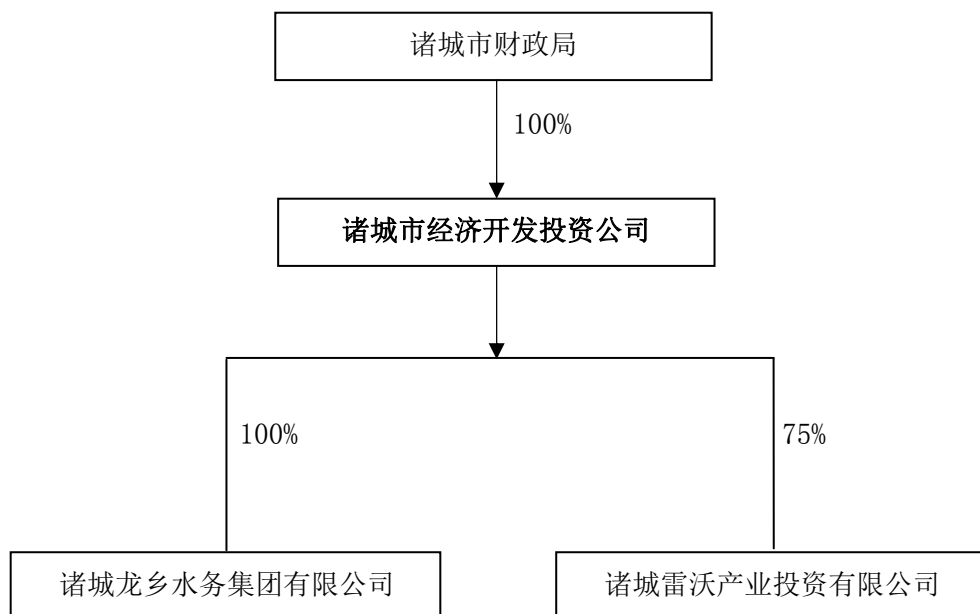 诸城市财政局
100%
诸城市经济开发投资公司
100%
75%
诸城龙乡水务集团有限公司
诸城雷沃产业投资有限公司